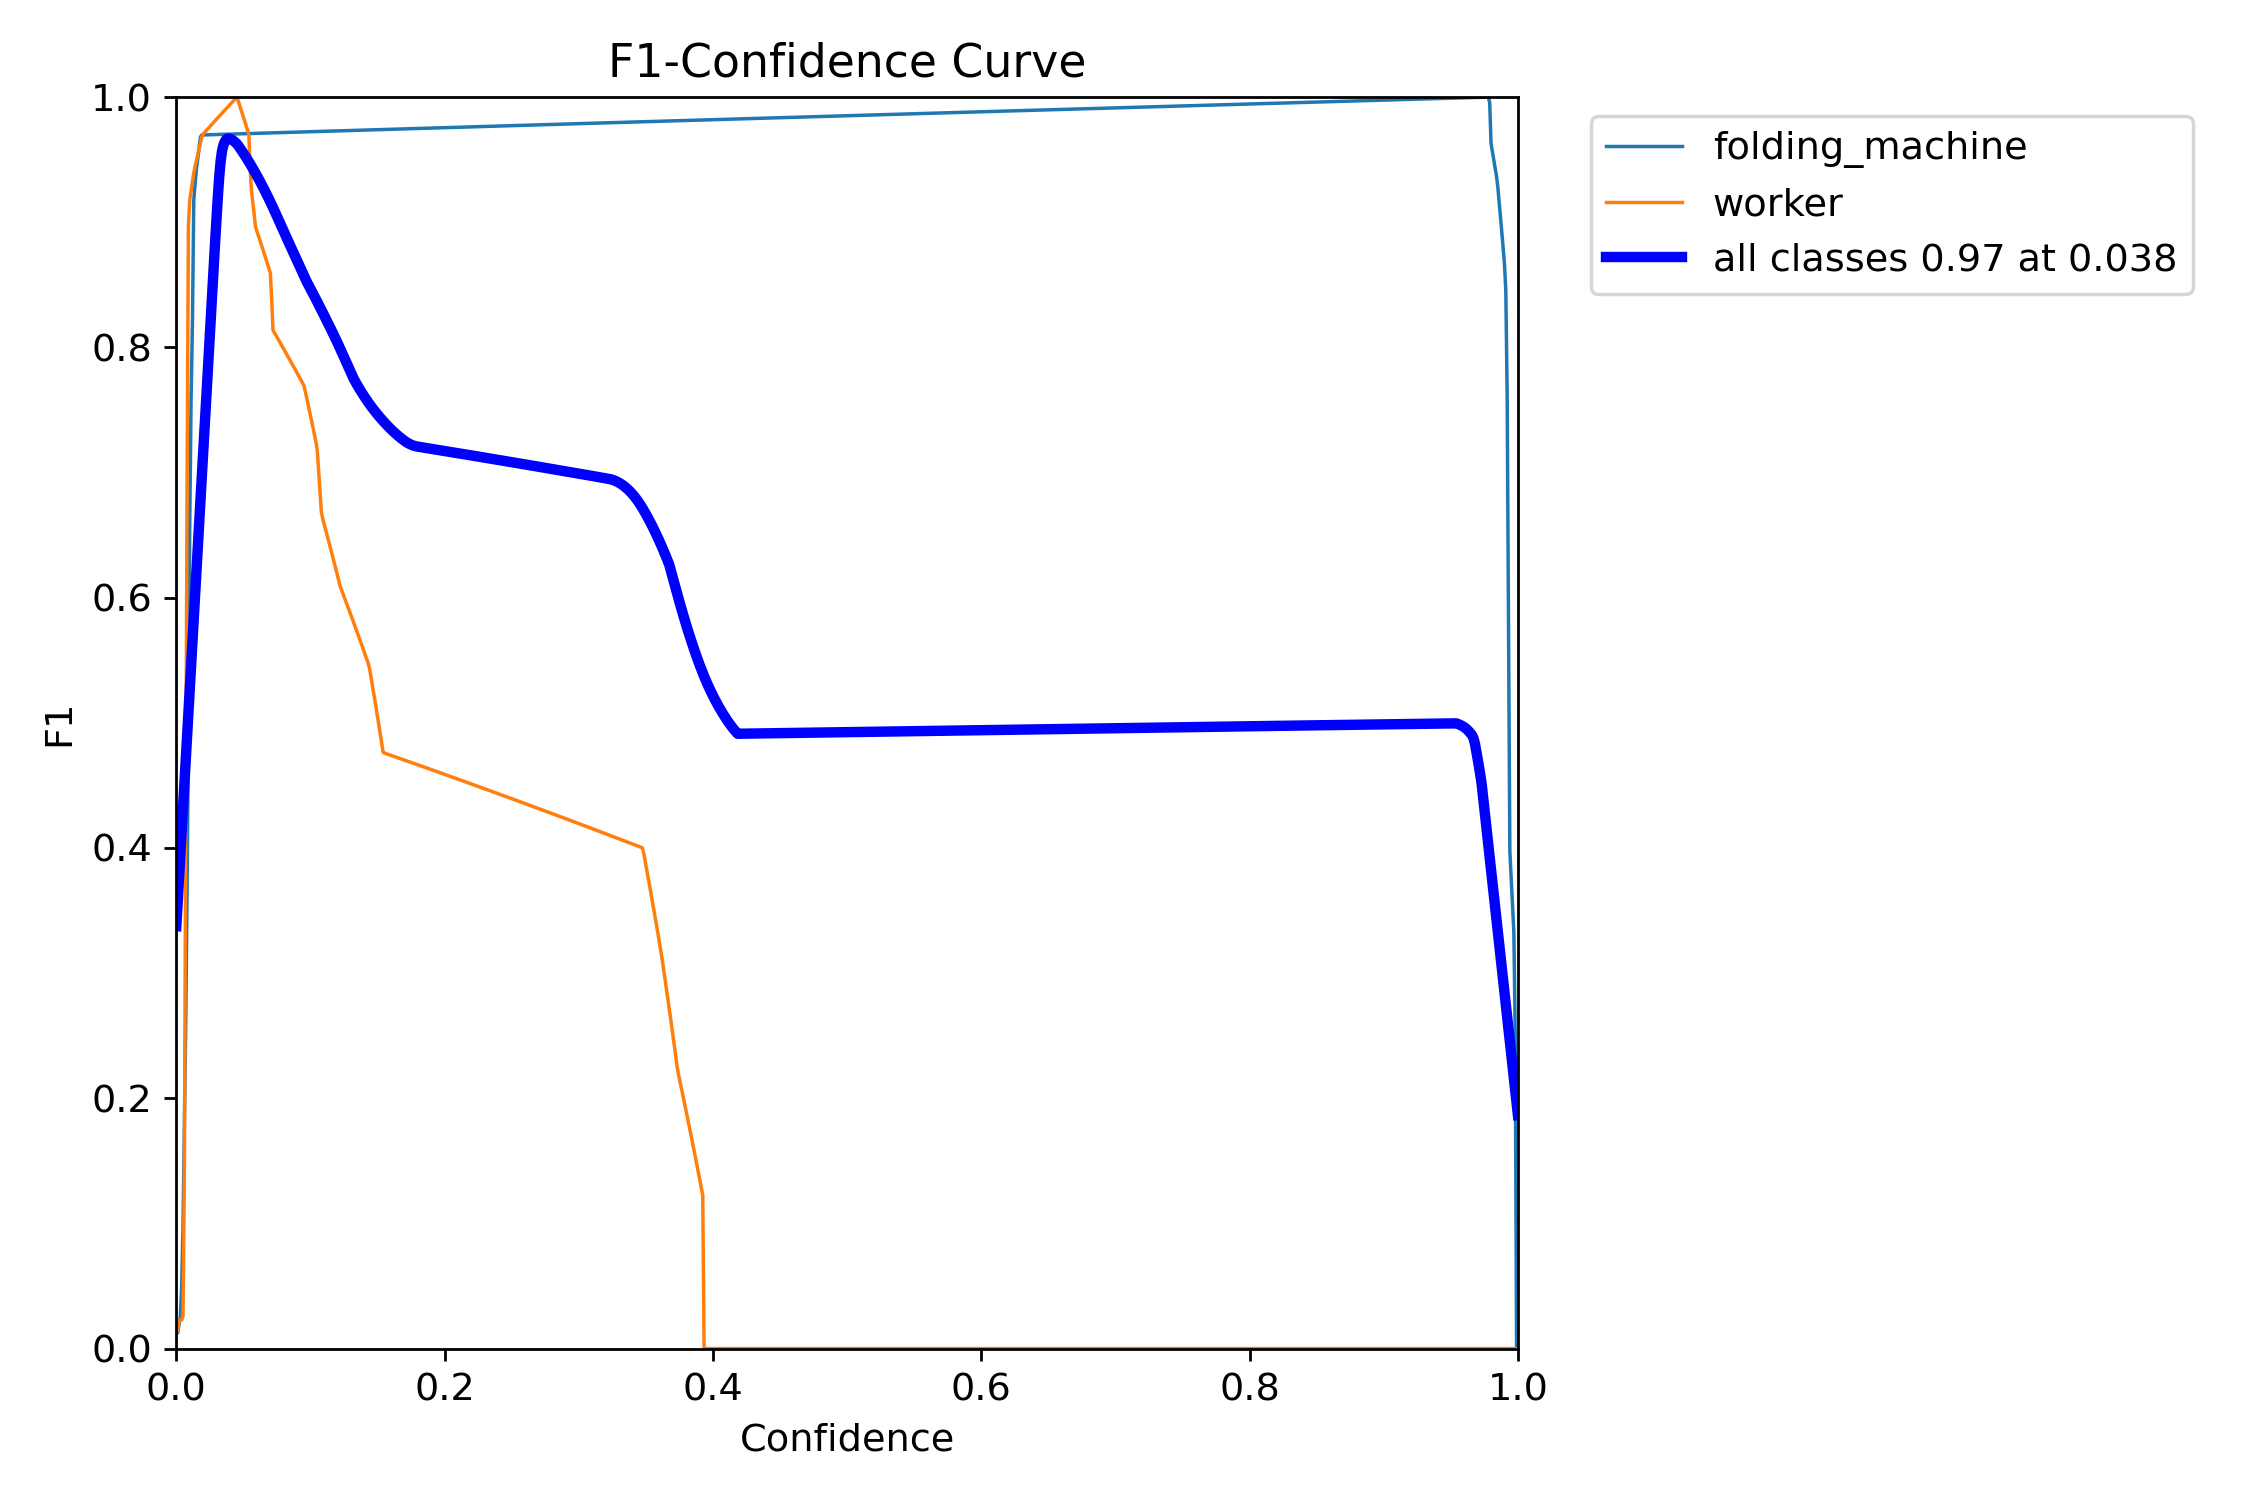 F1-Confidence Curve
1.0
0.8
0.6
0.4
0.2
0.0
F1
0.0 0.2 0.4 0.6 0.8 1.0
Confidence
folding_machine
worker
all classes 0.97 at 0.038